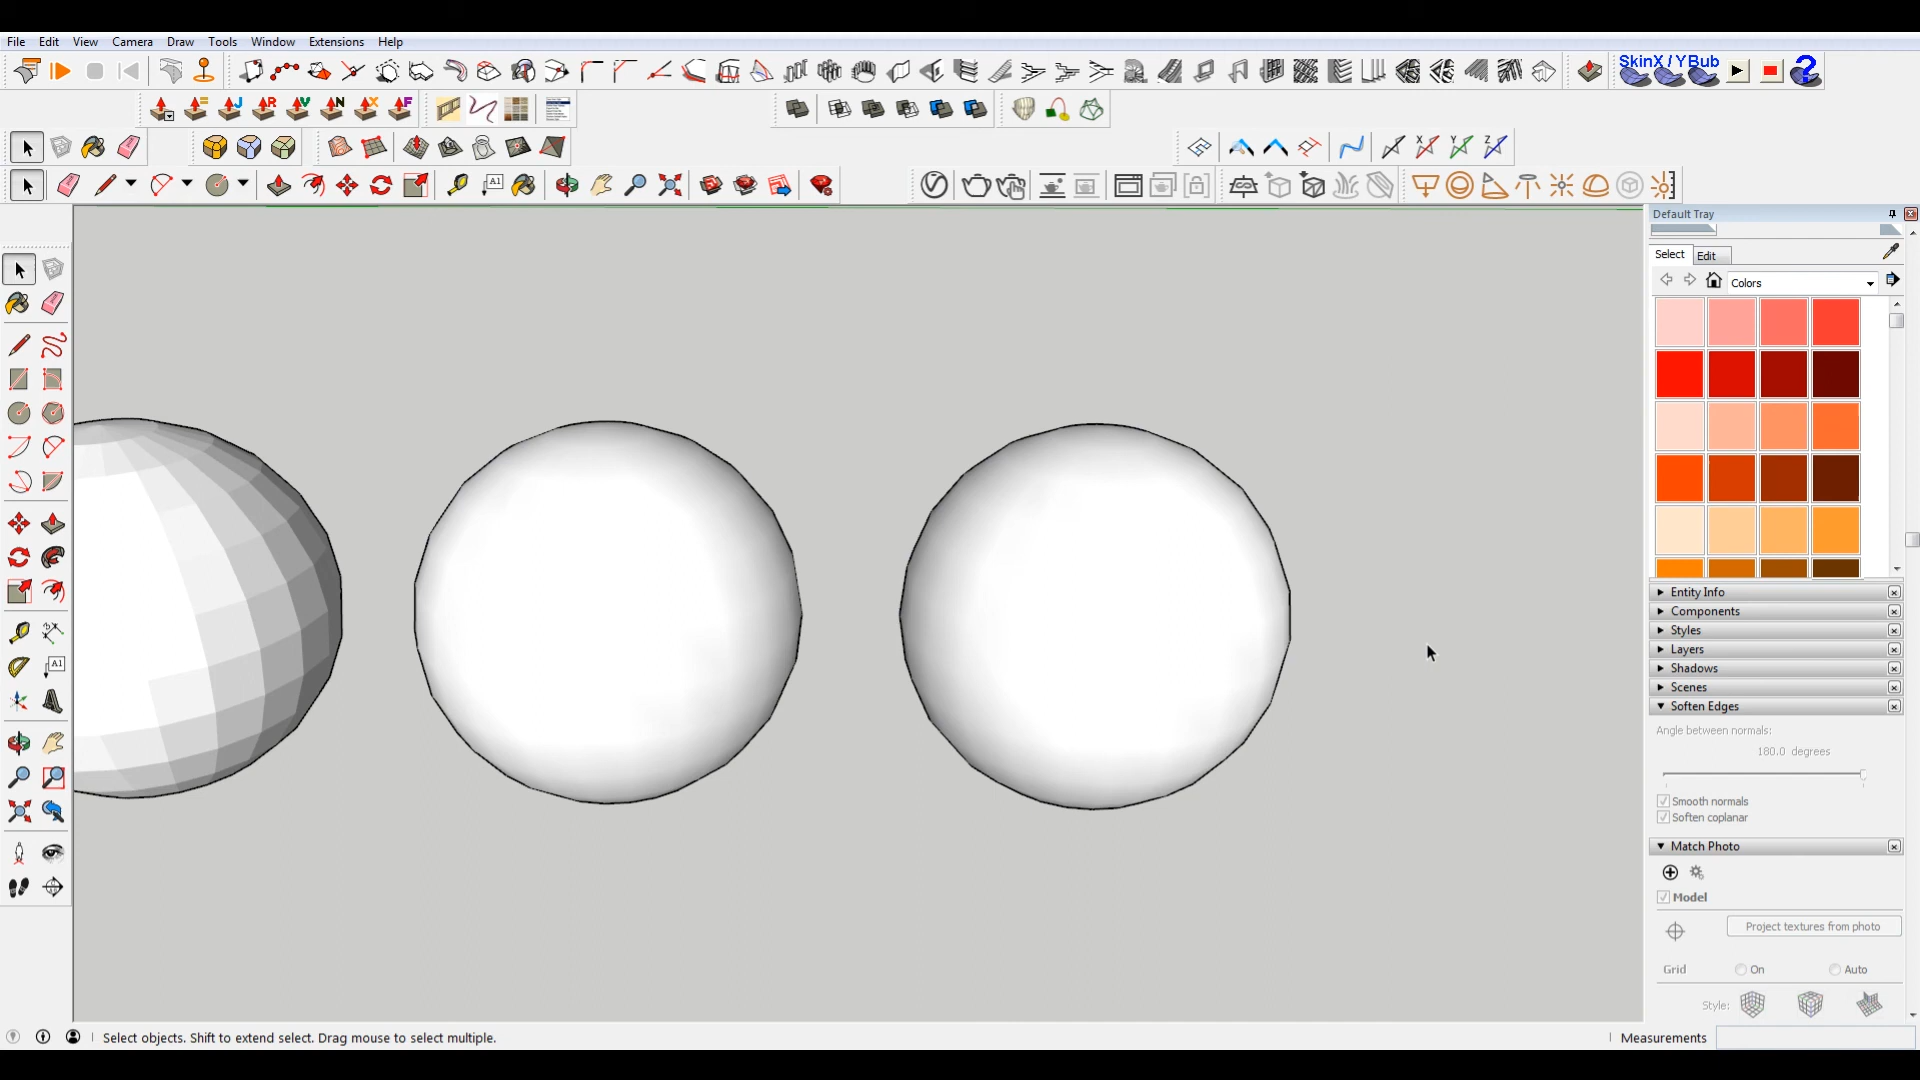 File Edit View Camera Draw Tools Window Extensions Help
SkinX / YBub
Default Tray
Select Edit
Colors
Entity Info
Components
Styles
Layers
Shadows
Scenes
Soften Edges
Angle between normals:
180.0 degrees
Smooth normals
Soften coplanar
Match Photo
Model
Project textures from photo
Grid On Auto
Style:
Select objects. Shift to extend select. Drag mouse to select multiple. Measurements